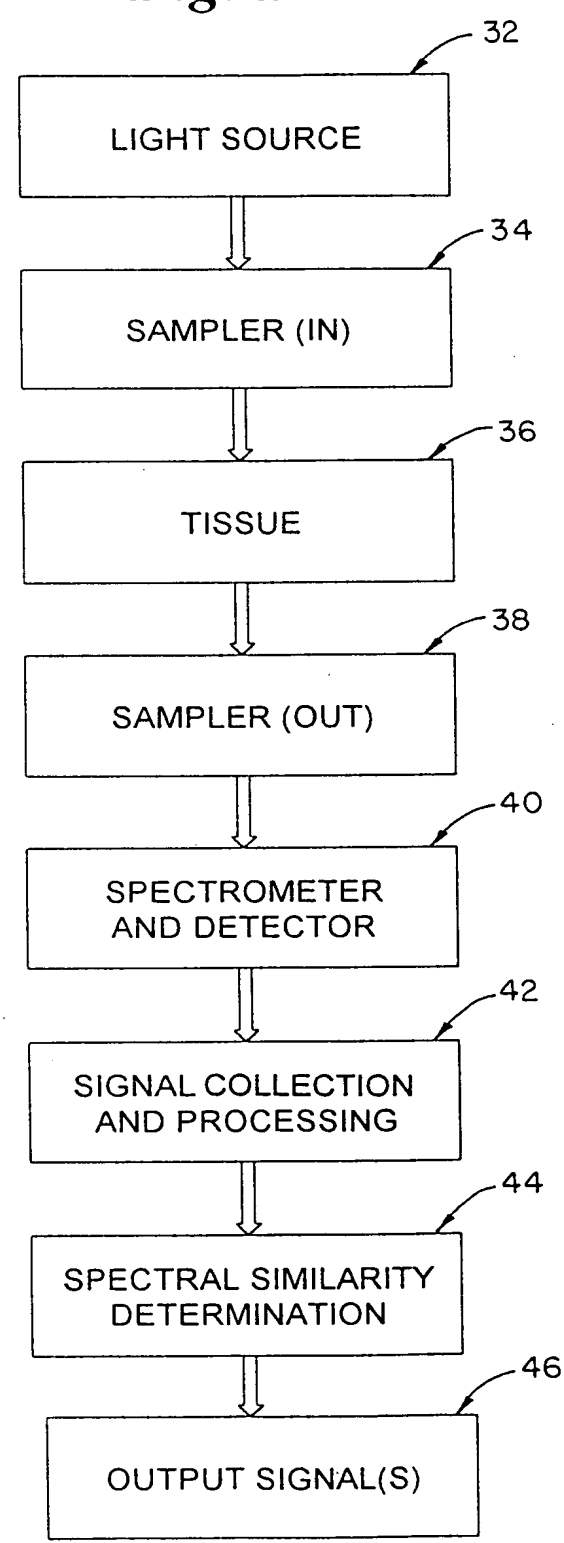 32
LIGHT SOURCE
34
SAMPLER (IN)
36
TISSUE
38
SAMPLER (OUT)
40
SPECTROMETER
AND DETECTOR
42
SIGNAL COLLECTION
AND PROCESSING
44
SPECTRAL SIMILARITY
DETERMINATION
46
OUTPUT SIGNAL(S)